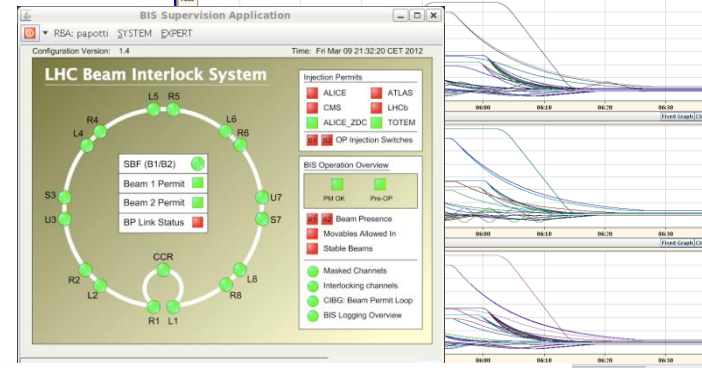 BIS Supervision Application
RBA: papotti SYSTEM EXPERT
Configuration Version: 1.4 Time: Fri Mar 09 21:32:20 CET 2012
LHC Beam Interlock System
L5 R5
R4 L6
L4 R6
S3 U7
U3 S7
R2 L8
L2 R8
CCR
R1 L1
SBF (B1/B2)
Beam 1 Permit
Beam 2 Permit
BP Link Status
Injection Permits
ALICE ATLAS
CMS LHCb
ALICE_ZDC TOTEM
B1 B2 OP Injection Switches
BIS Operation Overview
PM OK Pre-OP
B1 B2 Beam Presence
Movables Allowed In
Stable Beams
Masked Channels
Interlocking channels
CIBG: Beam Permit Loop
BIS Logging Overview
06:00 06:10 06:20 06:30
Fixed Graph
06:00 06:10 06:20 06:30
Fixed Graph
06:00 06:10 06:20 06:30